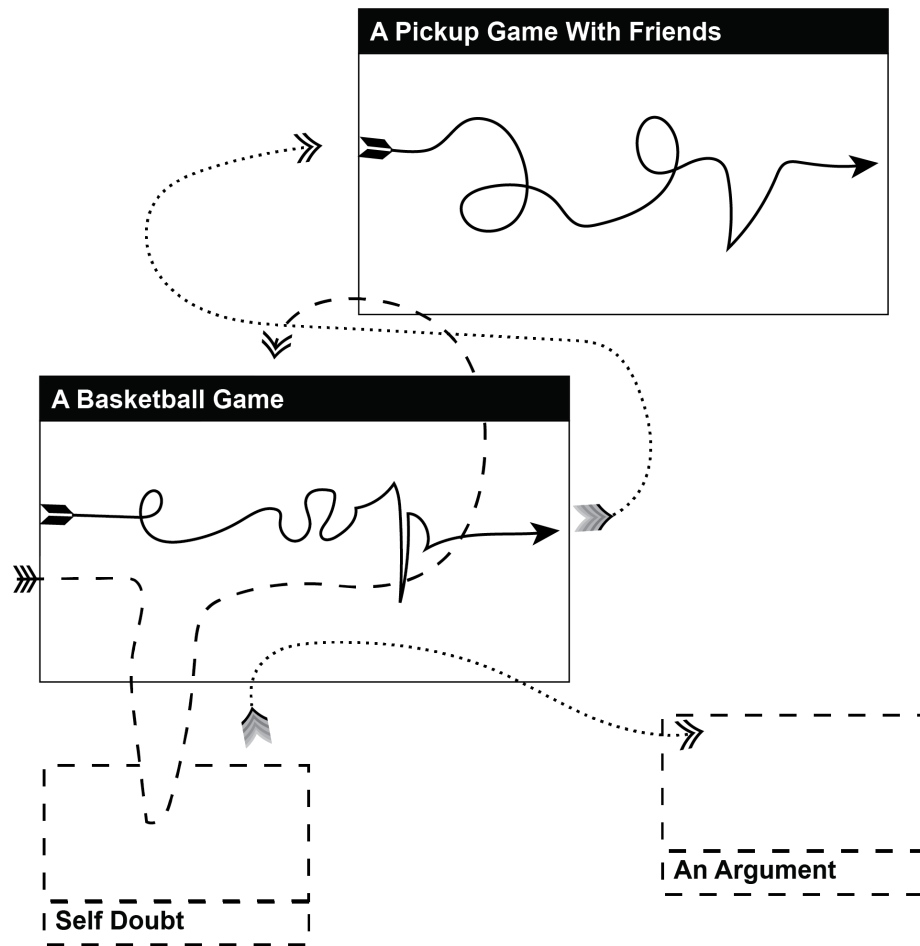 A Pickup Game With Friends
A Basketball Game
An Argument
Self Doubt